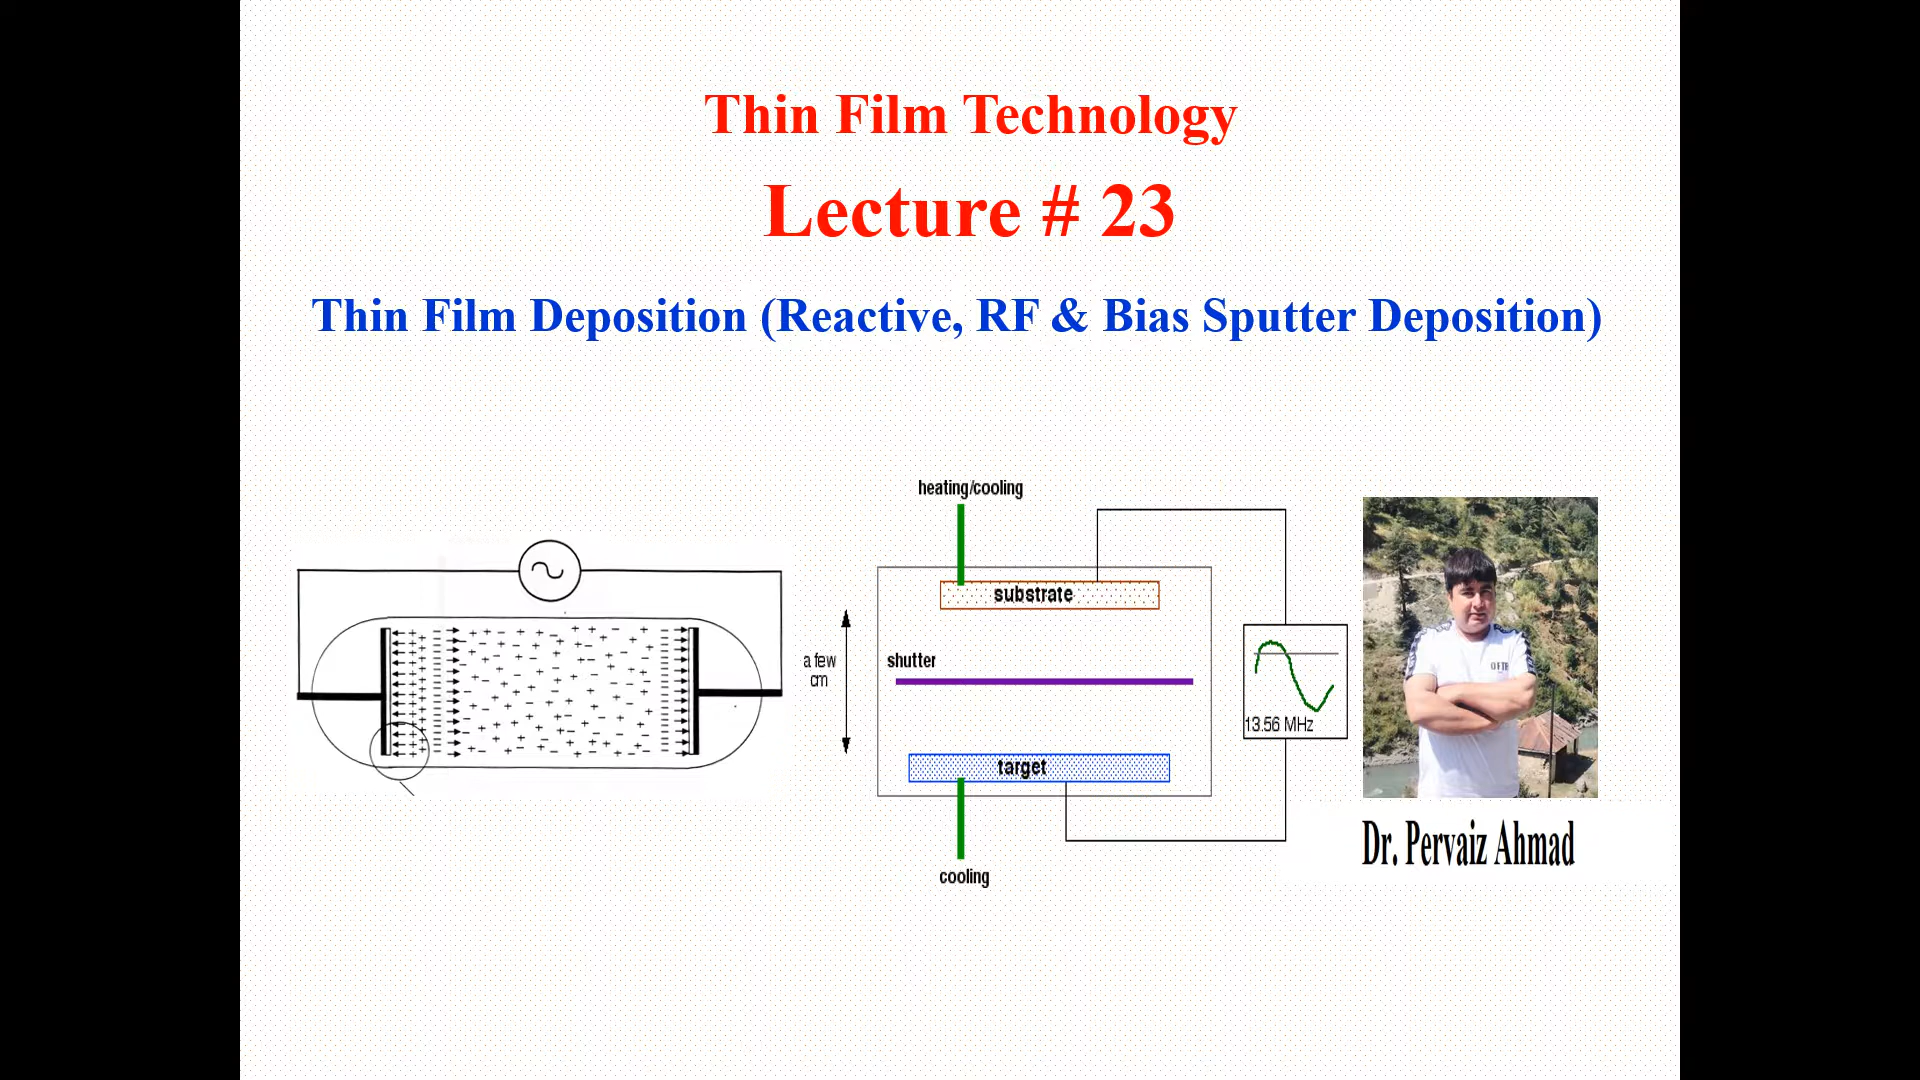 Thin Film Technology
Lecture # 23
Thin Film Deposition (Reactive, RF & Bias Sputter Deposition)
heating/cooling
substrate
a few
cm
shutter
13.56 MHz
target
cooling
Dr. Pervaiz Ahmad